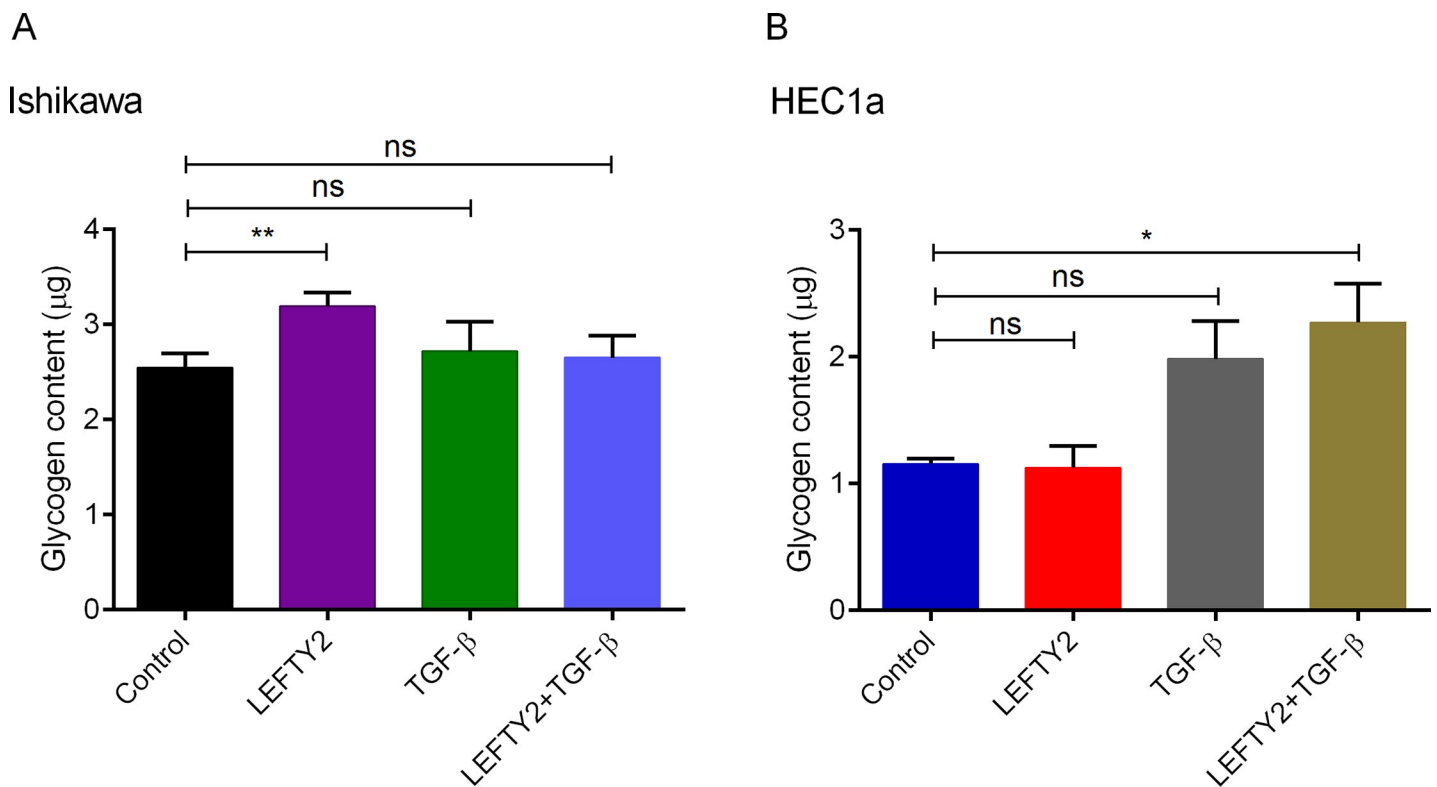 A
Ishikawa
ns
ns
**
Glycogen content (μg)
4
3
2
1
0
Control
LEFTY2
TGF-β
LEFTY2+TGF-β
B
HEC1a
*
ns
ns
Glycogen content (μg)
3
2
1
0
Control
LEFTY2
TGF-β
LEFTY2+TGF-β